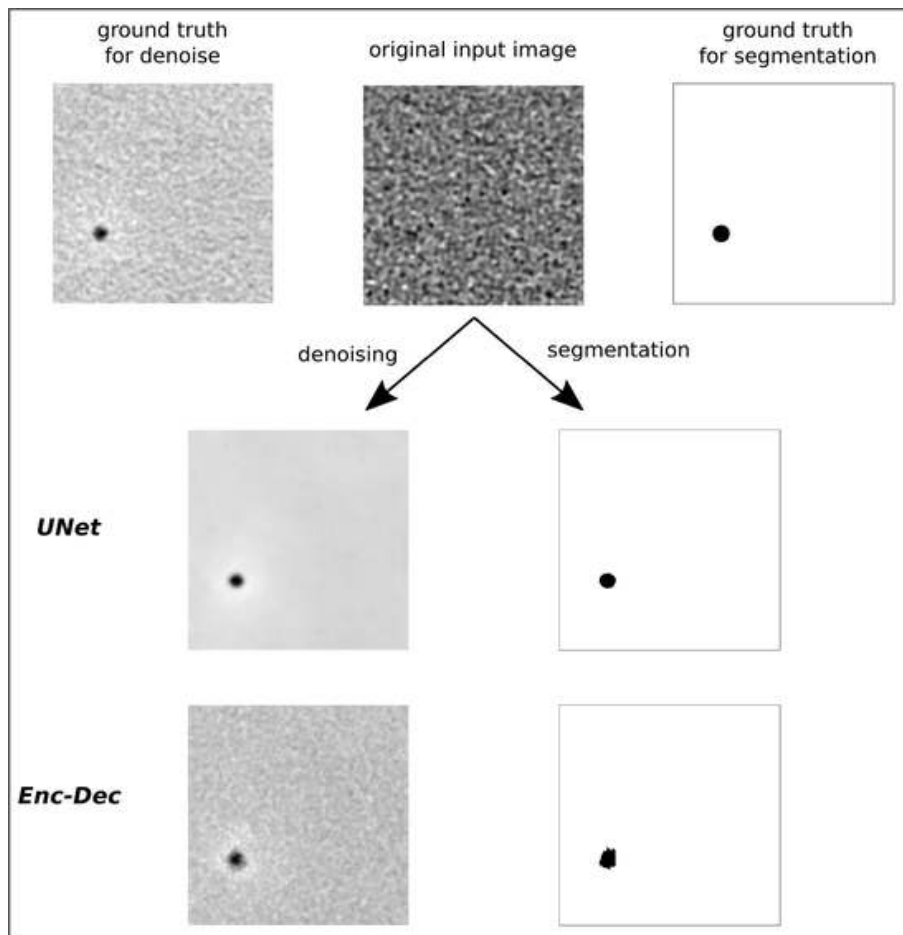 ground truth
for denoise
original input image
ground truth
for segmentation
denoising
segmentation
UNet
Enc-Dec